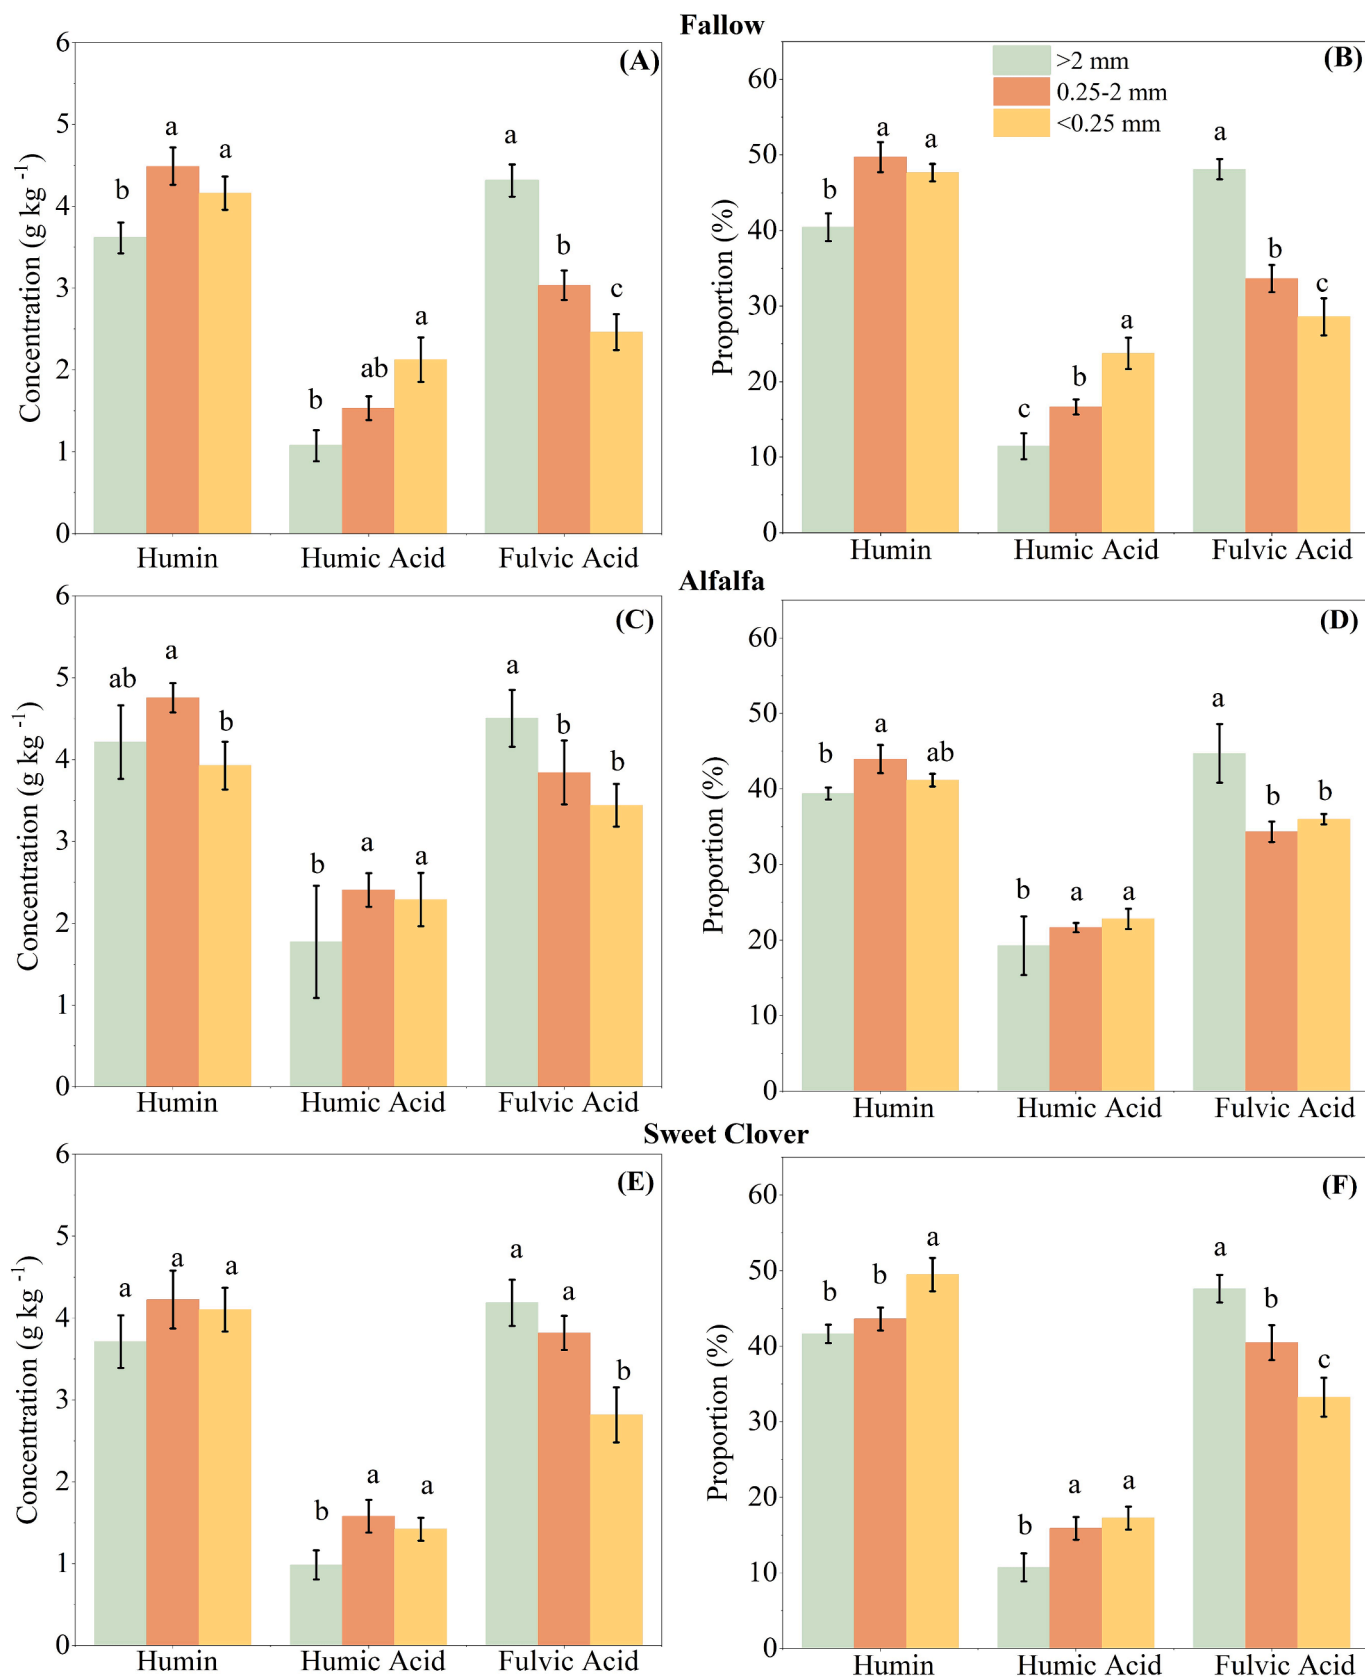 Fallow
(A)
6
5
4
3
2
1
0
Concentration (g kg -1)
b
a
a
b
ab
a
a
b
c
Humin
Humic Acid
Fulvic Acid
(B)
>2 mm
0.25-2 mm
<0.25 mm
60
50
40
30
20
10
0
Proportion (%)
b
a
a
c
b
a
a
b
c
Humin
Humic Acid
Fulvic Acid
Alfalfa
(C)
6
5
4
3
2
1
0
Concentration (g kg -1)
ab
a
b
b
a
a
a
b
b
Humin
Humic Acid
Fulvic Acid
(D)
60
50
40
30
20
10
0
Proportion (%)
b
a
ab
b
a
a
a
b
b
Humin
Humic Acid
Fulvic Acid
Sweet Clover
(E)
6
5
4
3
2
1
0
Concentration (g kg -1)
a
a
a
b
a
a
a
a
b
Humin
Humic Acid
Fulvic Acid
(F)
60
50
40
30
20
10
0
Proportion (%)
b
b
a
b
a
a
a
b
c
Humin
Humic Acid
Fulvic Acid